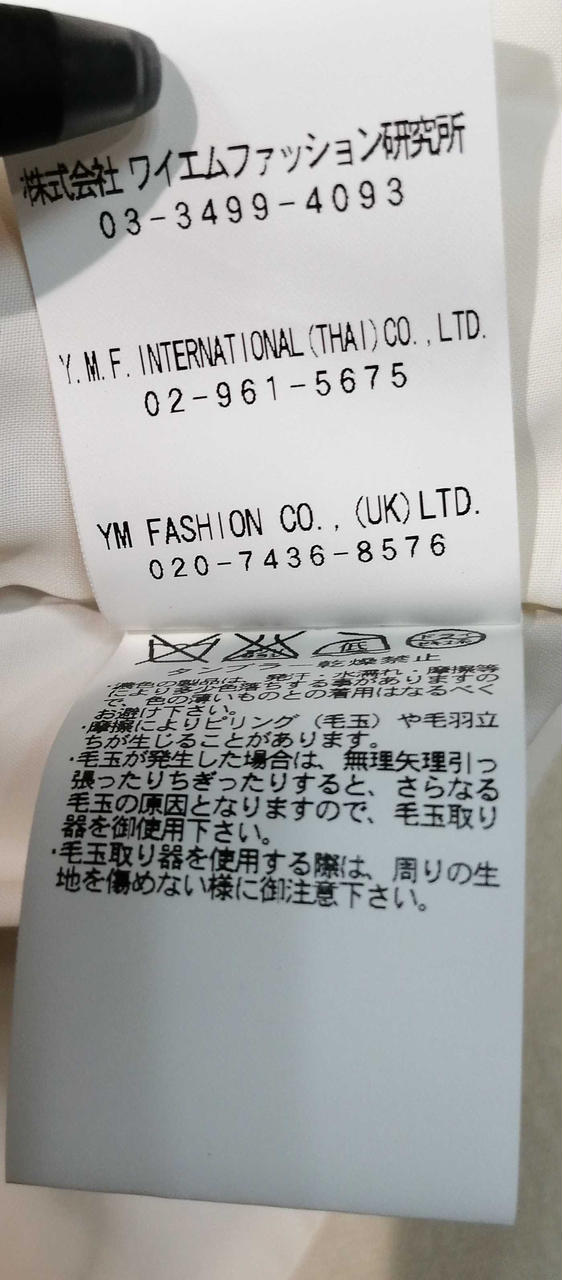 株式会社 ワイエムファッション研究所
03-3499-4093
Y.M.F. INTERNATIONAL(THAI)CO.,LTD.
02-961-5675
YM FASHION CO.,(UK)LTD.
020-7436-8576
低
タンブラー乾燥禁止
・濃色の製品は、発汗・水濡れ・摩擦等
により多少色落ちする事がありますの
で、色の薄いものとの着用はなるべく
お避け下さい。
・摩擦によりピリング（毛玉）や毛羽立
ちが生じることがあります。
・毛玉が発生した場合は、無理矢理引っ
張ったりちぎったりすると、さらなる
毛玉の原因となりますので、毛玉取り
器を御使用下さい。
・毛玉取り器を使用する際は、周りの生
地を傷めない様に御注意下さい。